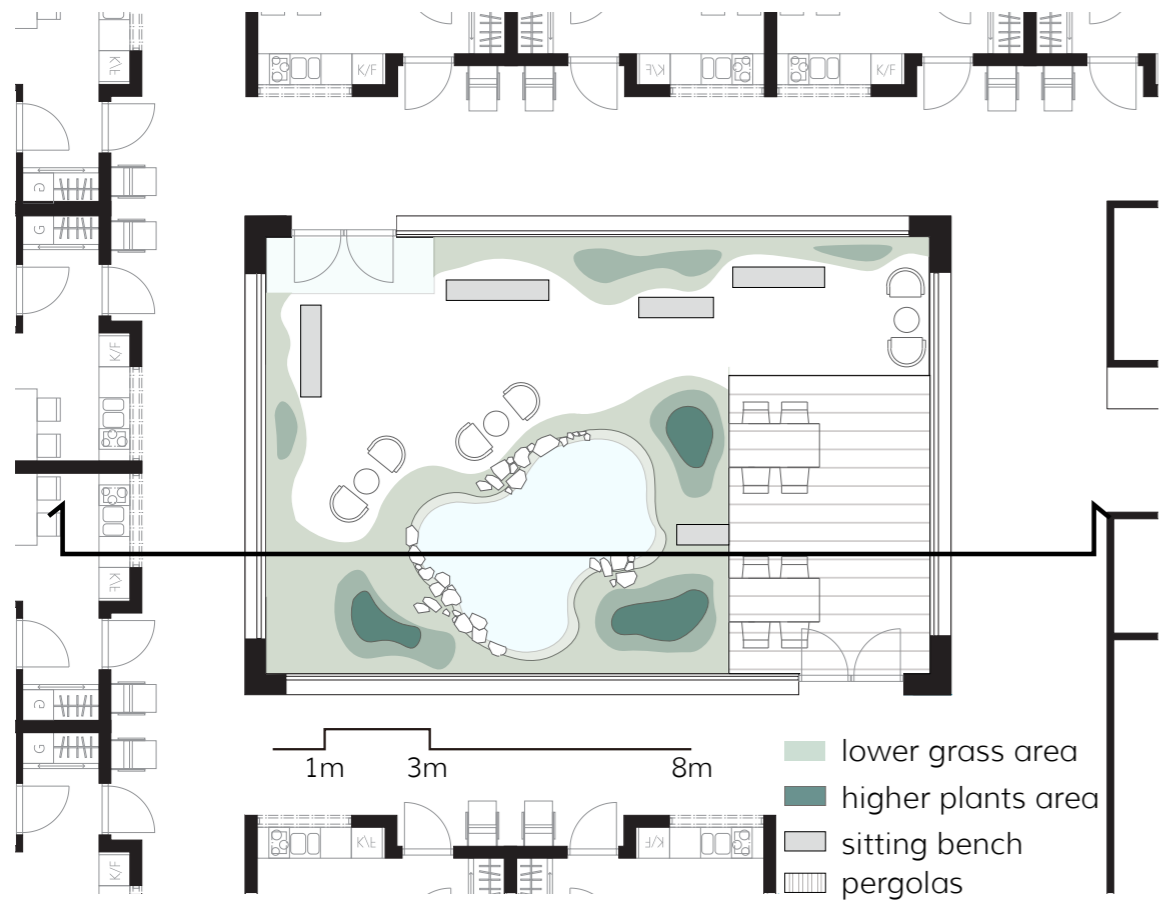 K/F
K/F
K/F
K/F
K/F
G
G
K/F
K/F
G
G
K/F
K/F
K/F
1m 3m 8m
lower grass area
higher plants area
sitting bench
pergolas